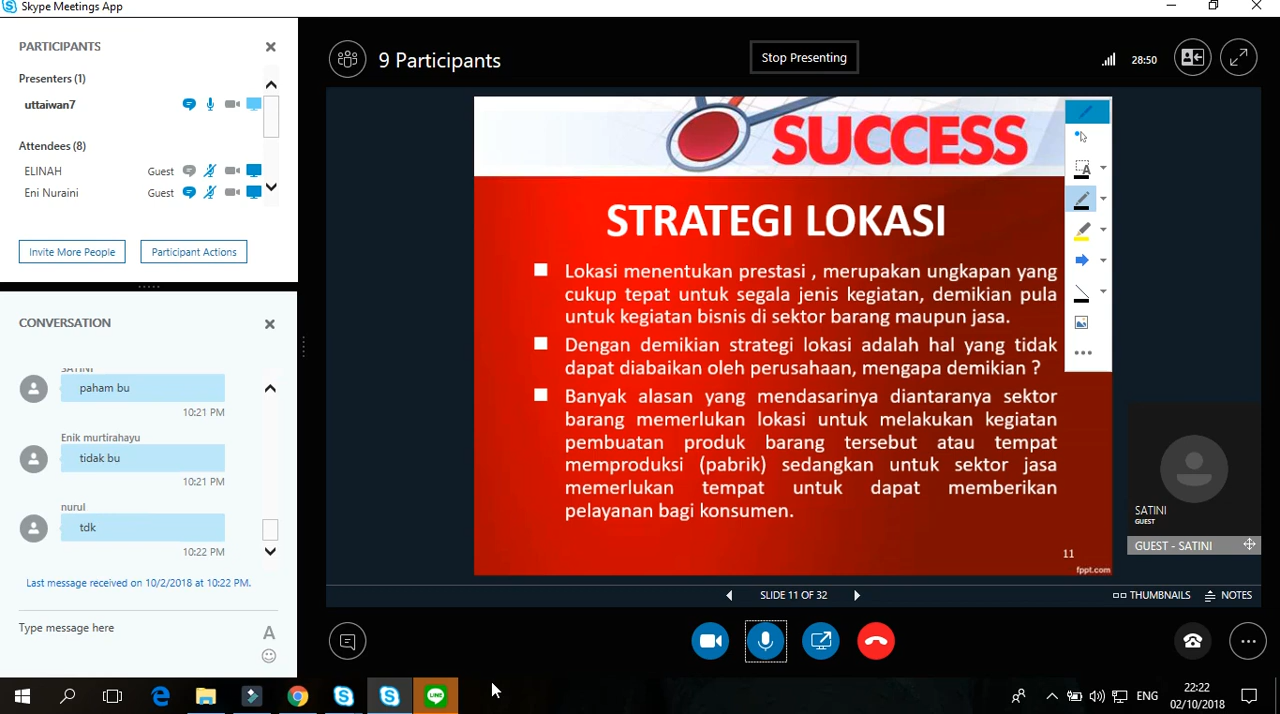 Skype Meetings App
PARTICIPANTS
Presenters (1)
uttaiwan7
Attendees (8)
ELINAH Guest
Eni Nuraini Guest
Invite More People Participant Actions
CONVERSATION
SATINI
paham bu
10:21 PM
Enik murtirahayu
tidak bu
10:21 PM
nurul
tdk
10:22 PM
Last message received on 10/2/2018 at 10:22 PM.
Type message here
A
9 Participants
Stop Presenting
28:50
SUCCESS
STRATEGI LOKASI
Lokasi menentukan prestasi , merupakan ungkapan yang
cukup tepat untuk segala jenis kegiatan, demikian pula
untuk kegiatan bisnis di sektor barang maupun jasa.
Dengan demikian strategi lokasi adalah hal yang tidak
dapat diabaikan oleh perusahaan, mengapa demikian ?
Banyak alasan yang mendasarinya diantaranya sektor
barang memerlukan lokasi untuk melakukan kegiatan
pembuatan produk barang tersebut atau tempat
memproduksi (pabrik) sedangkan untuk sektor jasa
memerlukan tempat untuk dapat memberikan
pelayanan bagi konsumen.
11
fppt.com
A
SATINI
GUEST
GUEST - SATINI
SLIDE 11 OF 32
THUMBNAILS NOTES
LINE
ENG
22:22
02/10/2018